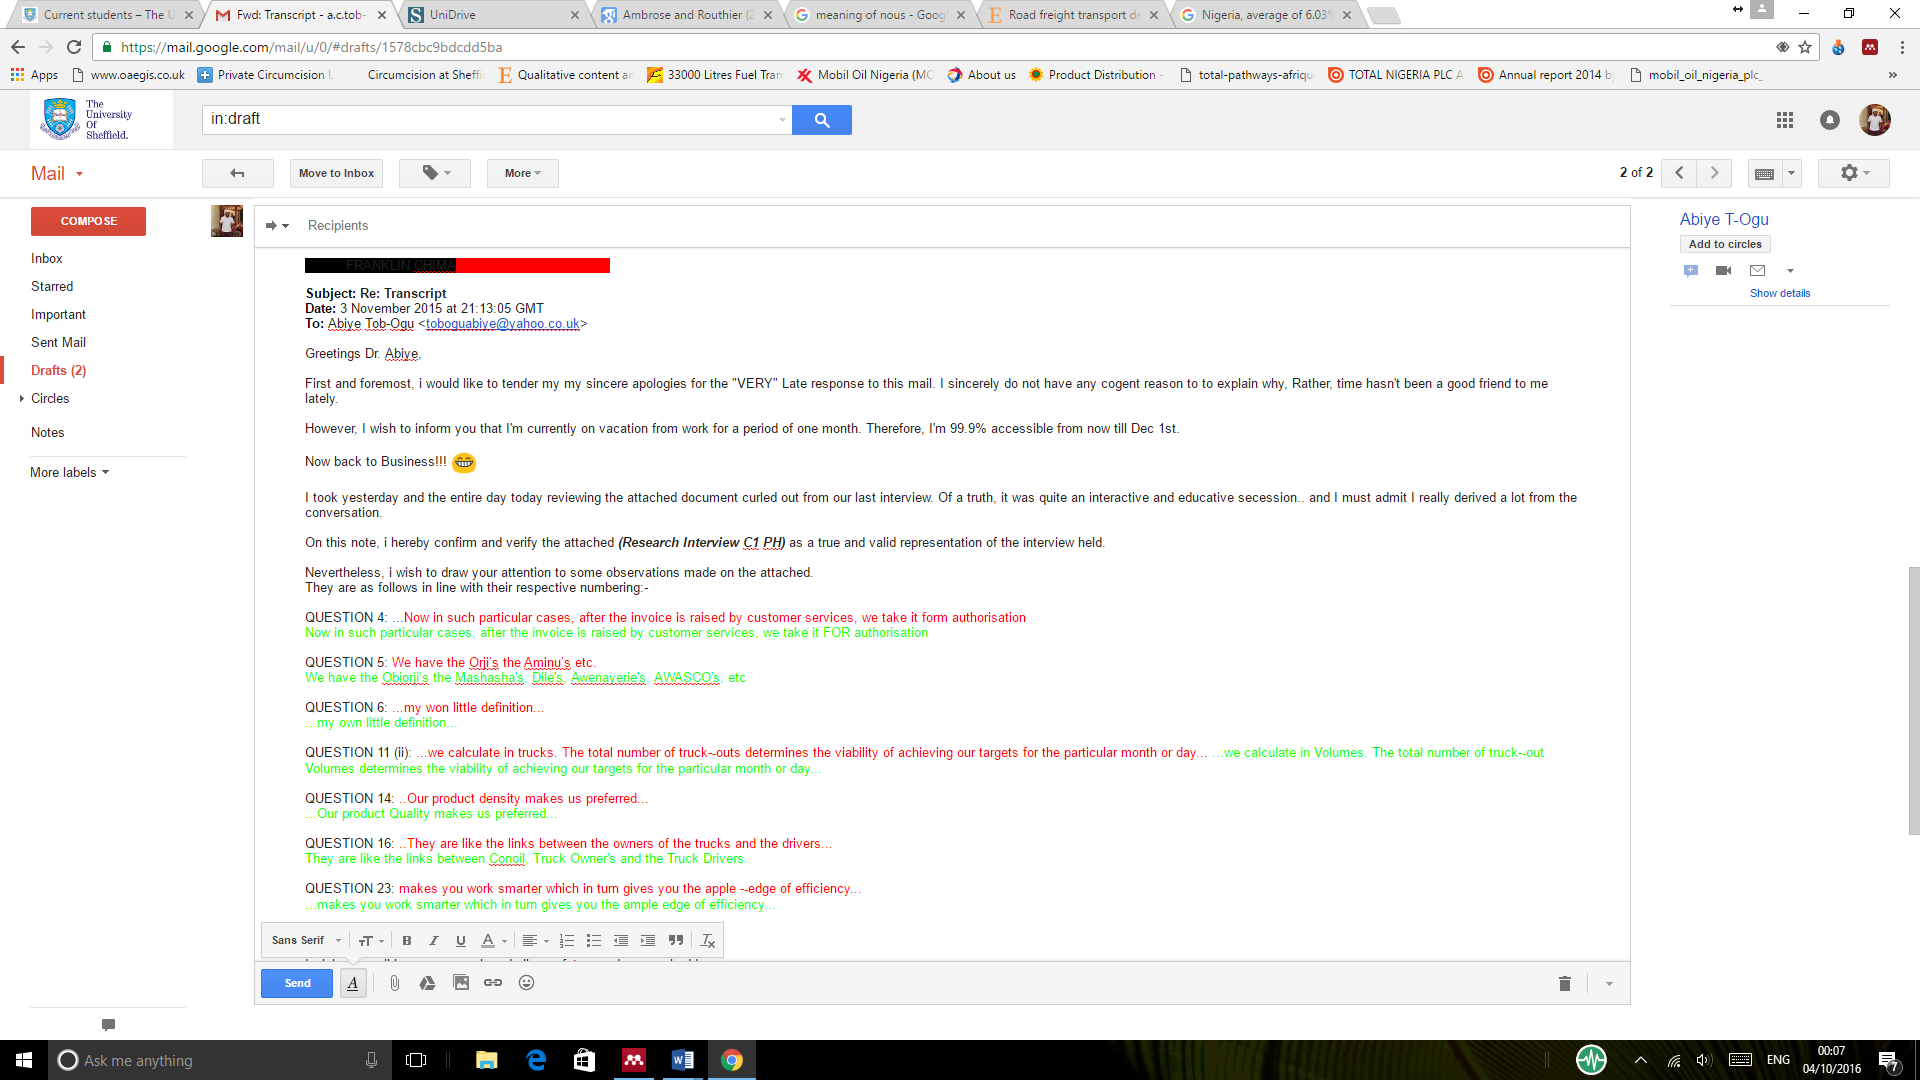 Current students – The U
Fwd: Transcript - a.c.tob-
UniDrive
Ambrose and Routhier (2
meaning of nous - Goog
Road freight transport de
Nigeria, average of 6.03%
https://mail.google.com/mail/u/0/#drafts/1578cbc9bdcdd5ba
Apps
www.oaegis.co.uk
Private Circumcision U
Circumcision at Sheffi
Qualitative content an
33000 Litres Fuel Tran
Mobil Oil Nigeria (MO
About us
Product Distribution -
total-pathways-afriqu
TOTAL NIGERIA PLC A
Annual report 2014 b
mobil_oil_nigeria_plc_
»
The
University
Of
Sheffield.
in:draft
Mail
Move to Inbox
More
2 of 2
COMPOSE
Inbox
Starred
Important
Sent Mail
Drafts (2)
Circles
Notes
More labels
Recipients
FRANKLIN CHIMA
Subject: Re: Transcript
Date: 3 November 2015 at 21:13:05 GMT
To: Abiye Tob-Ogu <toboguabiye@yahoo.co.uk>
Greetings Dr. Abiye,
First and foremost, i would like to tender my my sincere apologies for the "VERY" Late response to this mail. I sincerely do not have any cogent reason to to explain why, Rather, time hasn't been a good friend to me
lately.
However, I wish to inform you that I'm currently on vacation from work for a period of one month. Therefore, I'm 99.9% accessible from now till Dec 1st.
Now back to Business!!!
I took yesterday and the entire day today reviewing the attached document curled out from our last interview. Of a truth, it was quite an interactive and educative secession.. and I must admit I really derived a lot from the
conversation.
On this note, i hereby confirm and verify the attached (Research Interview C1 PH) as a true and valid representation of the interview held.
Nevertheless, i wish to draw your attention to some observations made on the attached.
They are as follows in line with their respective numbering:-
QUESTION 4: ...Now in such particular cases, after the invoice is raised by customer services, we take it form authorisation
Now in such particular cases, after the invoice is raised by customer services, we take it FOR authorisation
QUESTION 5: We have the Orji's the Aminu's etc.
We have the Obiorji's the Mashasha's, Dile's, Awenayerie's, AWASCO's, etc
QUESTION 6: ...my won little definition...
...my own little definition...
QUESTION 11 (ii): ...we calculate in trucks. The total number of truck-‐outs determines the viability of achieving our targets for the particular month or day... ...we calculate in Volumes. The total number of truck-‐out
Volumes determines the viability of achieving our targets for the particular month or day...
QUESTION 14: ..Our product density makes us preferred...
...Our product Quality makes us preferred...
QUESTION 16: ..They are like the links between the owners of the trucks and the drivers...
They are like the links between Conoil, Truck Owner's and the Truck Drivers.
QUESTION 23: makes you work smarter which in turn gives you the apple -‐edge of efficiency...
...makes you work smarter which in turn gives you the ample edge of efficiency...
Sans Serif
Send
Abiye T-Ogu
Add to circles
Show details
Ask me anything
ENG
00:07
04/10/2016
7